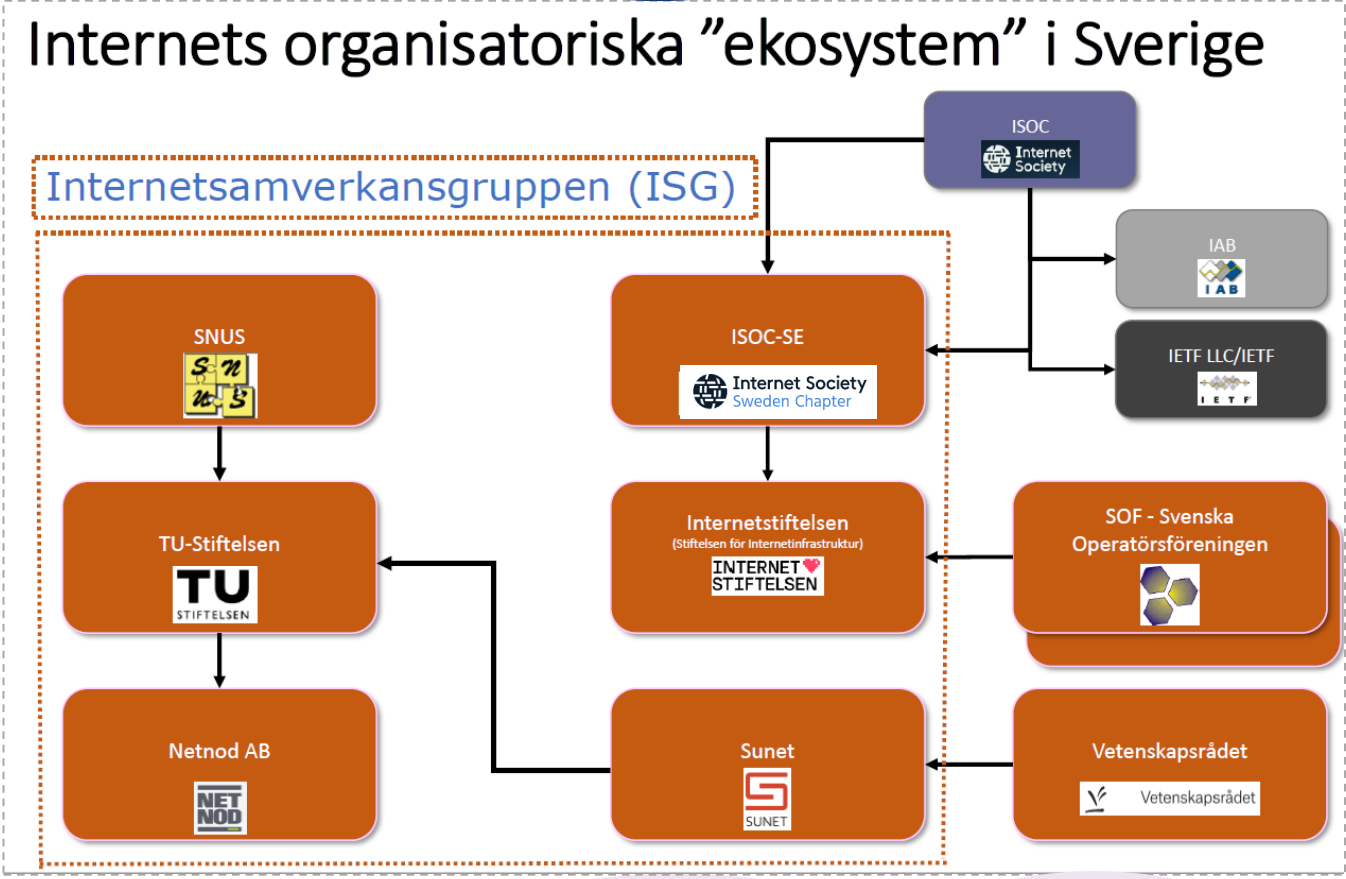 Internets organisatoriska ”ekosystem” i Sverige
ISOC
Internet
Society
Internetsamverkansgruppen (ISG)
IAB
I A B
SNUS
S N
U S
ISOC-SE
Internet Society
Sweden Chapter
IETF LLC/IETF
I E T F
TU-Stiftelsen
TU
STIFTELSEN
Internetstiftelsen
(Stiftelsen för Internetinfrastruktur)
INTERNET
STIFTELSEN
SOF - Svenska
Operatörsföreningen
Netnod AB
NET
NOD
Sunet
SUNET
Vetenskapsrådet
Vetenskapsrådet